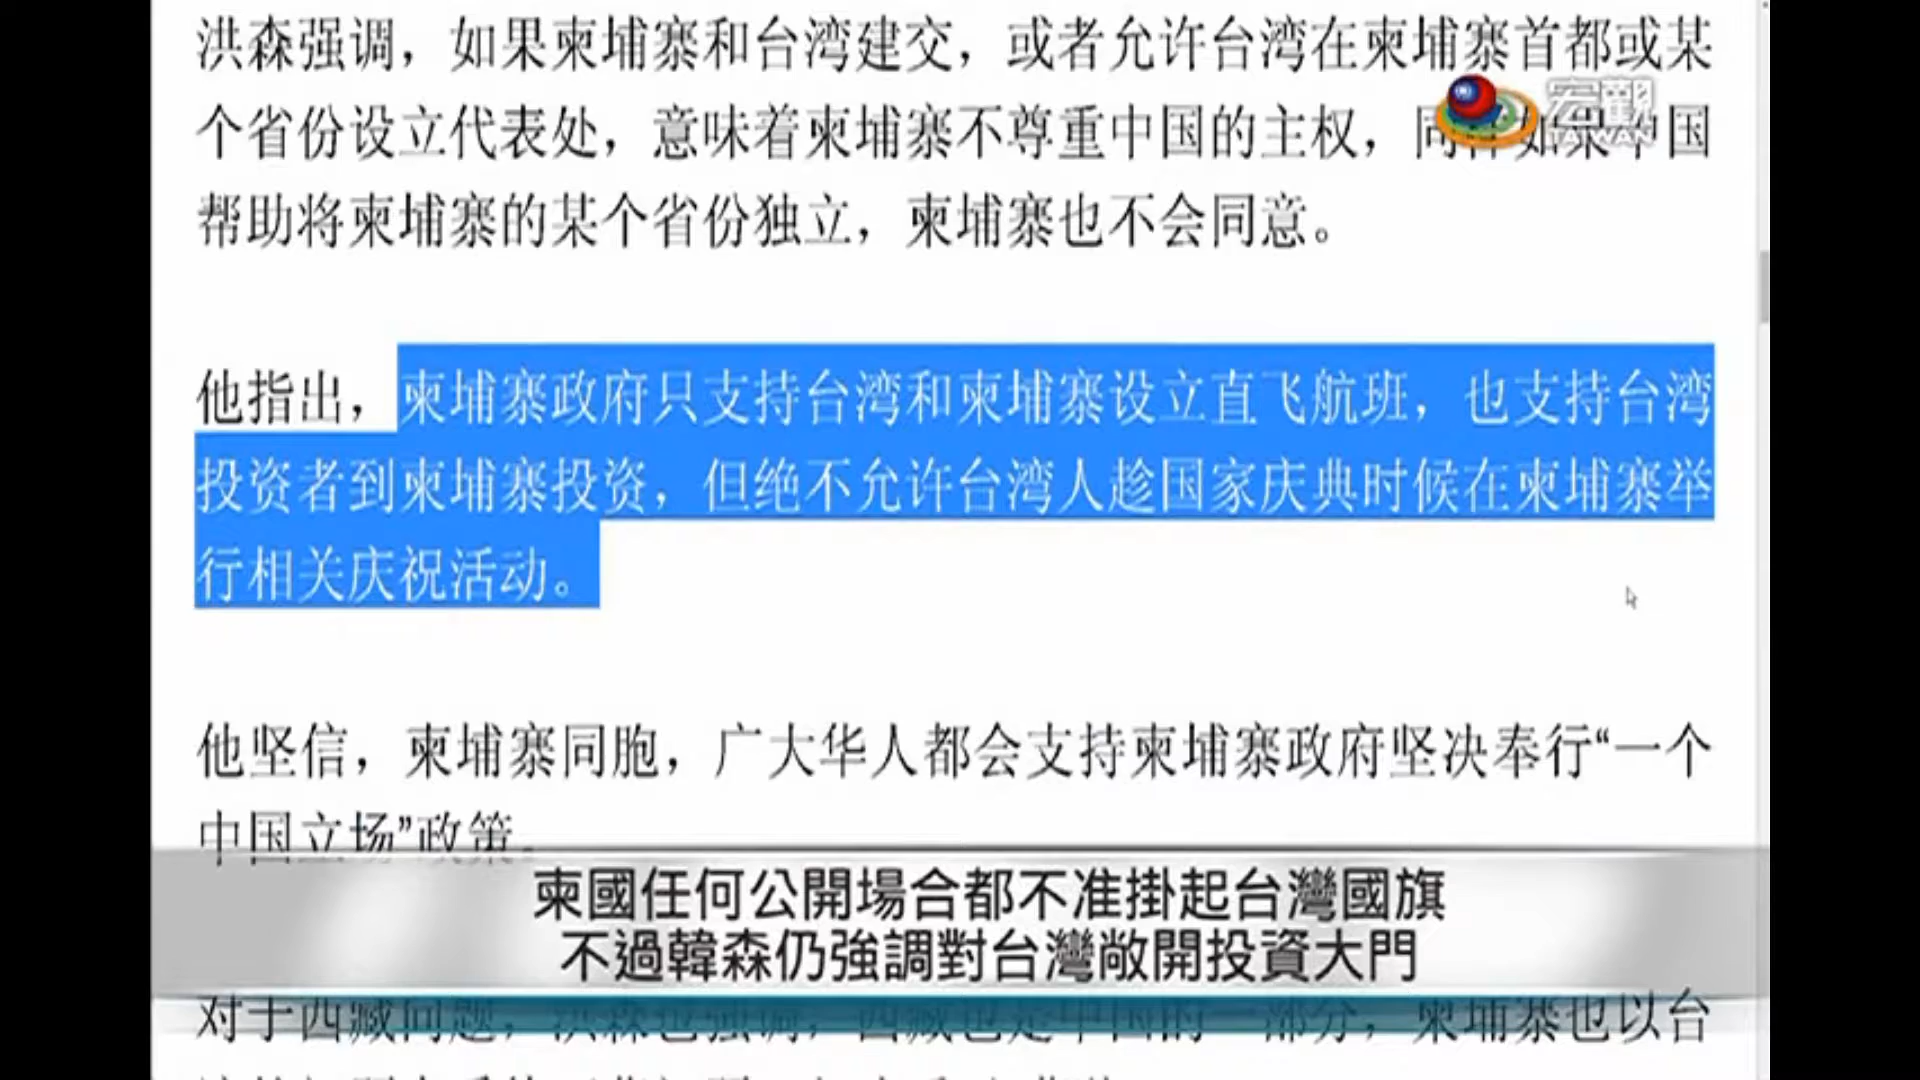 洪森强调，如果柬埔寨和台湾建交，或者允许台湾在柬埔寨首都或某
个省份设立代表处，意味着柬埔寨不尊重中国的主权，同样如果中国
宏觀
TAIWAN
帮助将柬埔寨的某个省份独立，柬埔寨也不会同意。
他指出，柬埔寨政府只支持台湾和柬埔寨设立直飞航班，也支持台湾
投资者到柬埔寨投资，但绝不允许台湾人趁国家庆典时候在柬埔寨举
行相关庆祝活动。
他坚信，柬埔寨同胞，广大华人都会支持柬埔寨政府坚决奉行“一个
中国立场”政策。
柬國任何公開場合都不准掛起台灣國旗
不過韓森仍強調對台灣敞開投資大門
对于西藏问题，洪森也强调，西藏也是中国的一部分，柬埔寨也以台